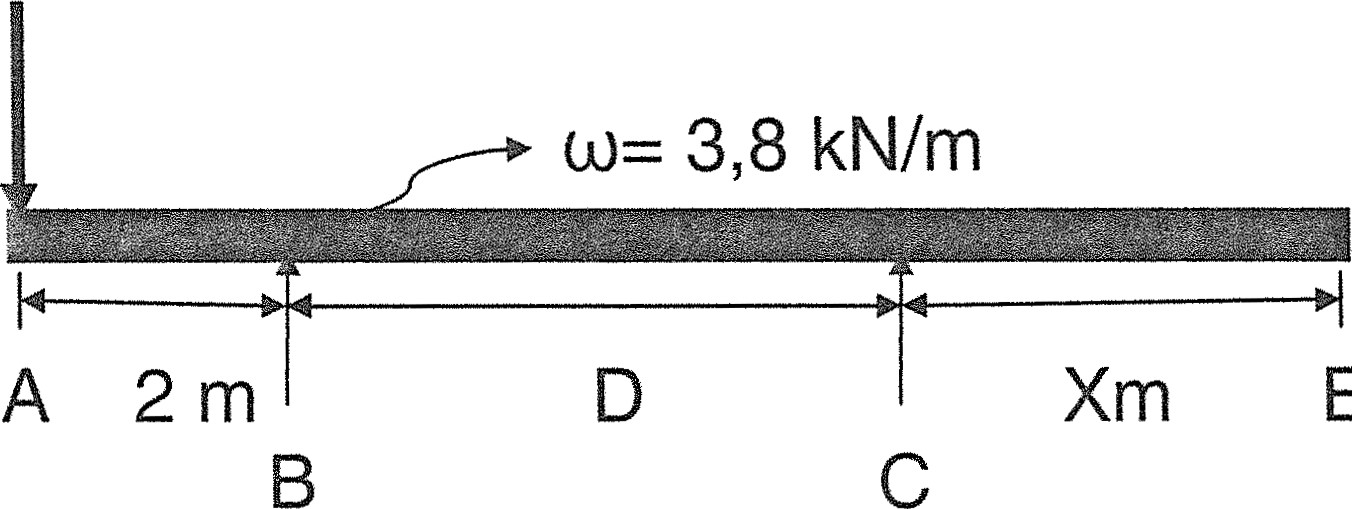 ω= 3,8 kN/m
A 2 m D Xm E
B C